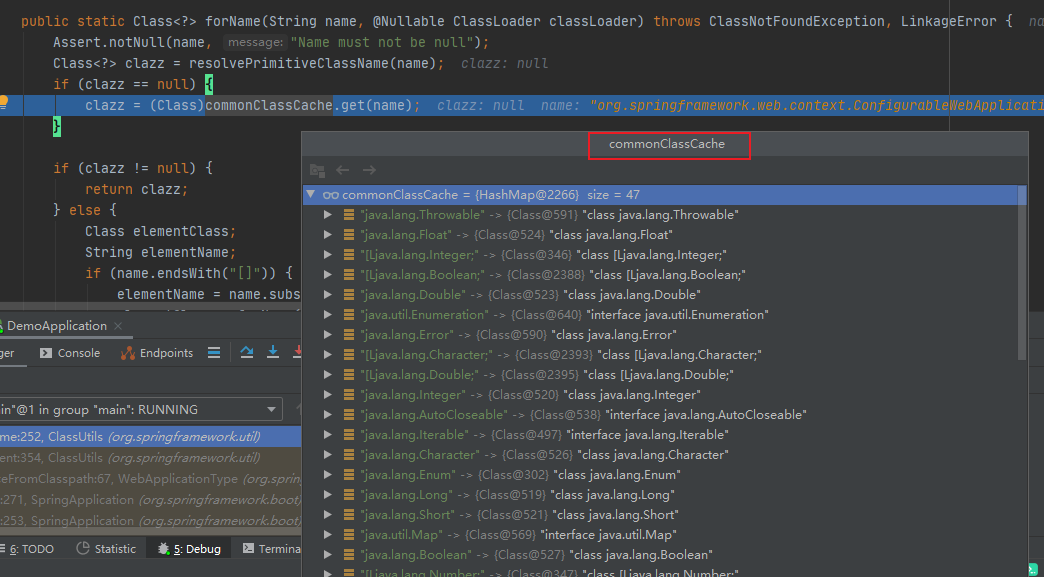 public static Class<?> forName(String name, @Nullable ClassLoader classLoader) throws ClassNotFoundException, LinkageError {
Assert.notNull(name, message: "Name must not be null");
Class<?> clazz = resolvePrimitiveClassName(name); clazz: null
if (clazz == null) {
clazz = (Class)commonClassCache.get(name); clazz: null name: "org.springframework.web.context.ConfigurableWebApplicati
}
if (clazz != null) {
return clazz;
} else {
Class elementClass;
String elementName;
if (name.endsWith("[]")) {
elementName = name.subs
commonClassCache
commonClassCache = {HashMap@2266} size = 47
"java.lang.Throwable" -> {Class@591} "class java.lang.Throwable"
"java.lang.Float" -> {Class@524} "class java.lang.Float"
"[Ljava.lang.Integer;" -> {Class@346} "class [Ljava.lang.Integer;"
"[Ljava.lang.Boolean;" -> {Class@2388} "class [Ljava.lang.Boolean;"
"java.lang.Double" -> {Class@523} "class java.lang.Double"
"java.util.Enumeration" -> {Class@640} "interface java.util.Enumeration"
"java.lang.Error" -> {Class@590} "class java.lang.Error"
"[Ljava.lang.Character;" -> {Class@2393} "class [Ljava.lang.Character;"
"[Ljava.lang.Double;" -> {Class@2395} "class [Ljava.lang.Double;"
"java.lang.Integer" -> {Class@520} "class java.lang.Integer"
"java.lang.AutoCloseable" -> {Class@538} "interface java.lang.AutoCloseable"
"java.lang.Iterable" -> {Class@497} "interface java.lang.Iterable"
"java.lang.Character" -> {Class@526} "class java.lang.Character"
"java.lang.Enum" -> {Class@302} "class java.lang.Enum"
"java.lang.Long" -> {Class@519} "class java.lang.Long"
"java.lang.Short" -> {Class@521} "class java.lang.Short"
"java.util.Map" -> {Class@569} "interface java.util.Map"
"java.lang.Boolean" -> {Class@527} "class java.lang.Boolean"
"[Ljava.lang.Number;" -> {Class@347} "class [Ljava.lang.Number;"
DemoApplication
ger Console Endpoints
in"@1 in group "main": RUNNING
me:252, ClassUtils (org.springframework.util)
ent:354, ClassUtils (org.springframework.util)
eFromClasspath:67, WebApplicationType (org.spring
:271, SpringApplication (org.springframework.boot)
:253, SpringApplication (org.springframework.boot)
6: TODO Statistic 5: Debug Termina